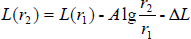 L(r₂) = L(r₁) - A lg r₂/r₁ - ΔL